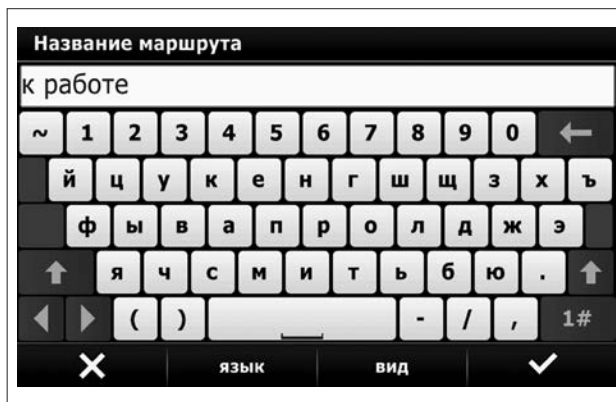 Название маршрута
к работе
~ 1 2 3 4 5 6 7 8 9 0
й ц у к е н г ш щ з х ъ
ф ы в а п р о л д ж э
я ч с м и т ь б ю .
( ) - / , 1#
язык вид